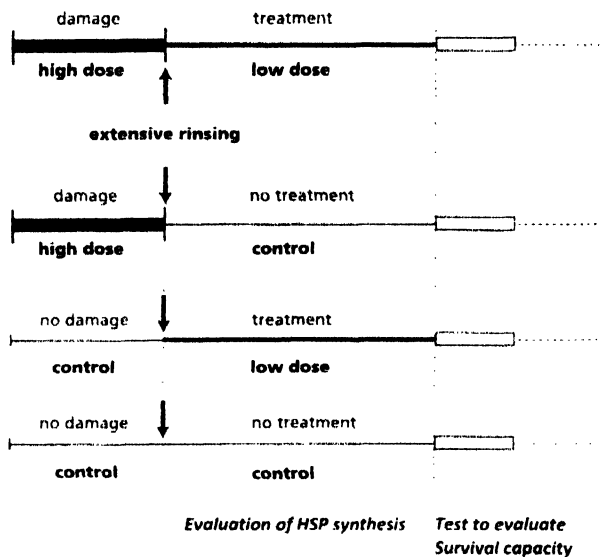 damage treatment
high dose low dose
extensive rinsing
damage no treatment
high dose control
no damage treatment
control low dose
no damage no treatment
control control
Evaluation of HSP synthesis Test to evaluate
Survival capacity